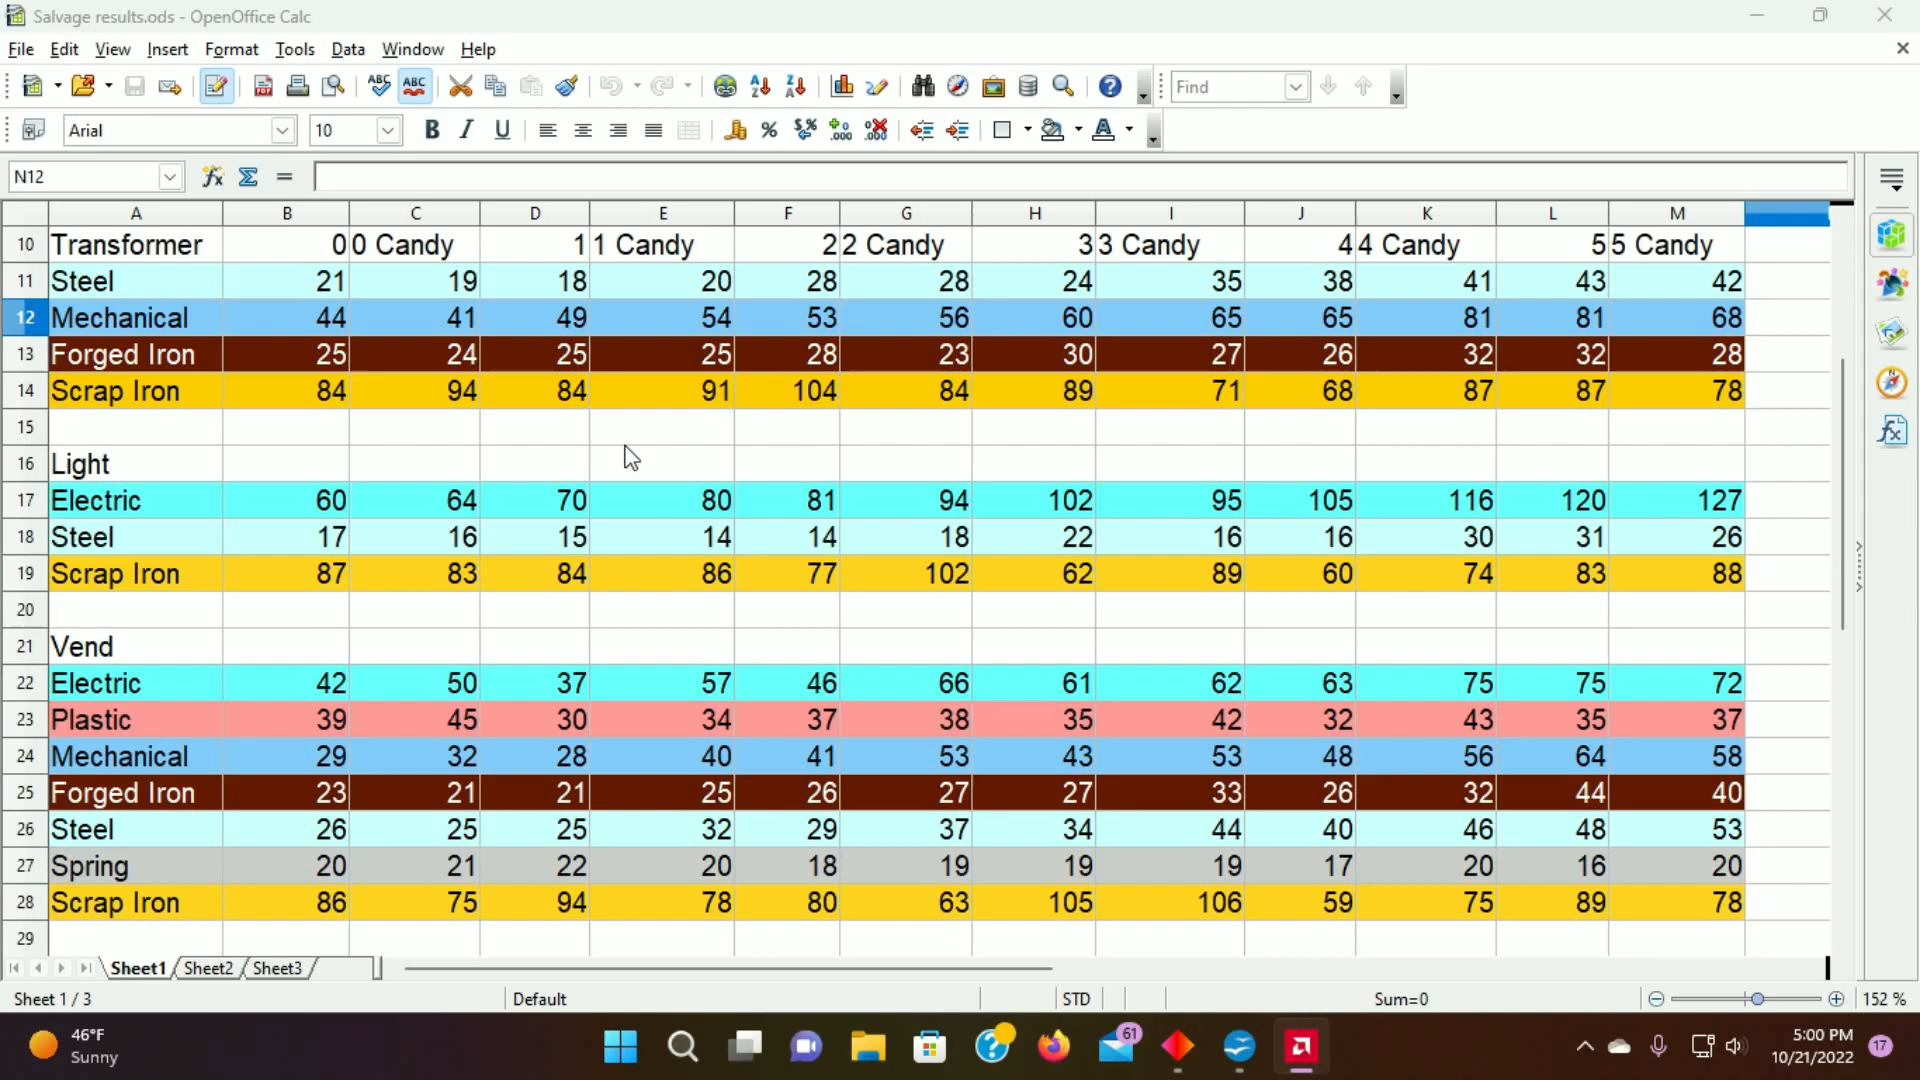 Salvage results.ods - OpenOffice Calc
File Edit View Insert Format Tools Data Window Help
Find
Arial 10
N12
A B C D E F G H I J K L M
10 Transformer 0 0 Candy 1 1 Candy 2 2 Candy 3 3 Candy 4 4 Candy 5 5 Candy
11 Steel 21 19 18 20 28 28 24 35 38 41 43 42
12 Mechanical 44 41 49 54 53 56 60 65 65 81 81 68
13 Forged Iron 25 24 25 25 28 23 30 27 26 32 32 28
14 Scrap Iron 84 94 84 91 104 84 89 71 68 87 87 78
15
16 Light
17 Electric 60 64 70 80 81 94 102 95 105 116 120 127
18 Steel 17 16 15 14 14 18 22 16 16 30 31 26
19 Scrap Iron 87 83 84 86 77 102 62 89 60 74 83 88
20
21 Vend
22 Electric 42 50 37 57 46 66 61 62 63 75 75 72
23 Plastic 39 45 30 34 37 38 35 42 32 43 35 37
24 Mechanical 29 32 28 40 41 53 43 53 48 56 64 58
25 Forged Iron 23 21 21 25 26 27 27 33 26 32 44 40
26 Steel 26 25 25 32 29 37 34 44 40 46 48 53
27 Spring 20 21 22 20 18 19 19 19 17 20 16 20
28 Scrap Iron 86 75 94 78 80 63 105 106 59 75 89 78
29
Sheet1 Sheet2 Sheet3
Sheet 1 / 3 Default STD Sum=0 152 %
46°F
Sunny
61
5:00 PM
10/21/2022
17